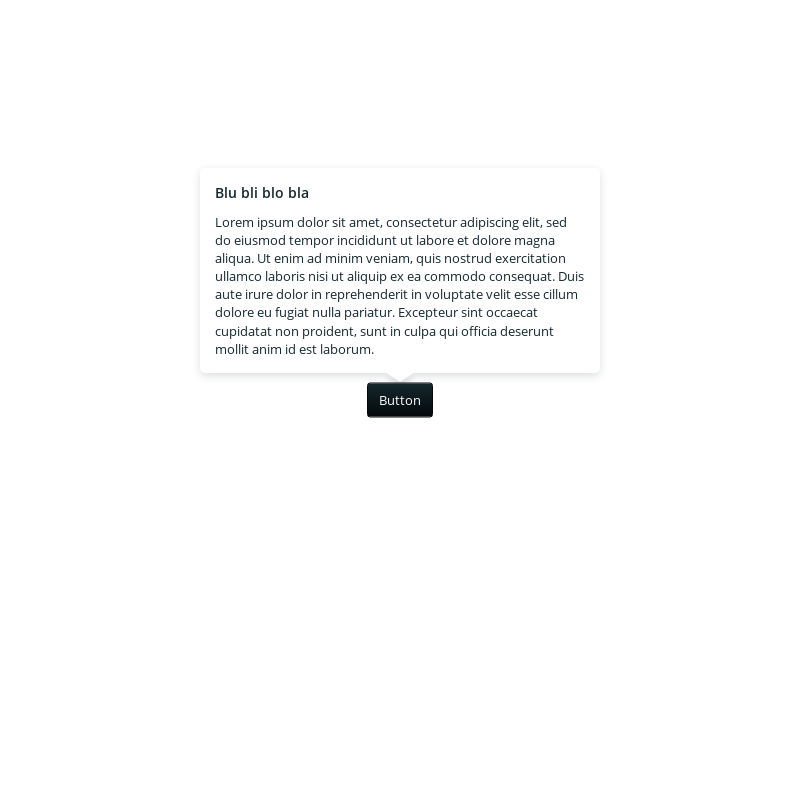 Blu bli blo bla
Lorem ipsum dolor sit amet, consectetur adipiscing elit, sed
do eiusmod tempor incididunt ut labore et dolore magna
aliqua. Ut enim ad minim veniam, quis nostrud exercitation
ullamco laboris nisi ut aliquip ex ea commodo consequat. Duis
aute irure dolor in reprehenderit in voluptate velit esse cillum
dolore eu fugiat nulla pariatur. Excepteur sint occaecat
cupidatat non proident, sunt in culpa qui officia deserunt
mollit anim id est laborum.
Button